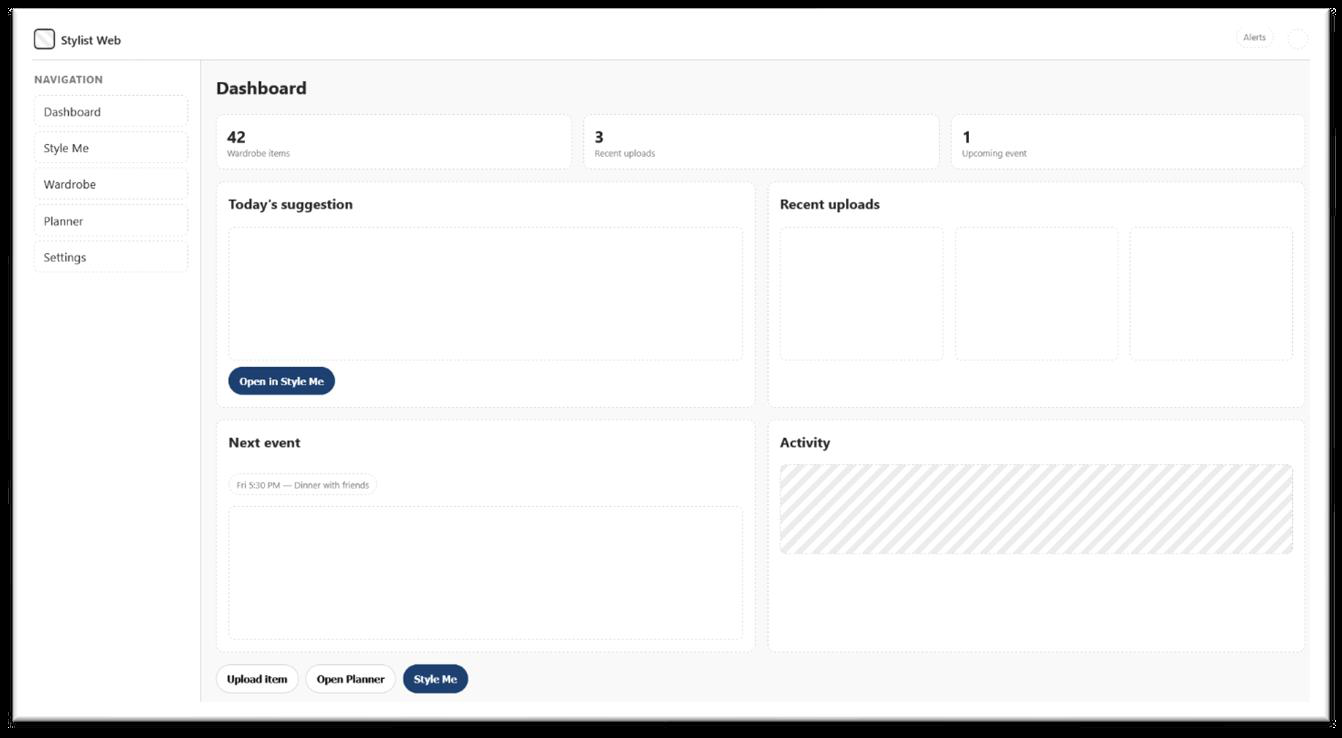 Stylist Web
Alerts
NAVIGATION
Dashboard
Style Me
Wardrobe
Planner
Settings
Dashboard
42
Wardrobe items
3
Recent uploads
1
Upcoming event
Today's suggestion
Open in Style Me
Recent uploads
Next event
Fri 5:30 PM — Dinner with friends
Activity
Upload item
Open Planner
Style Me